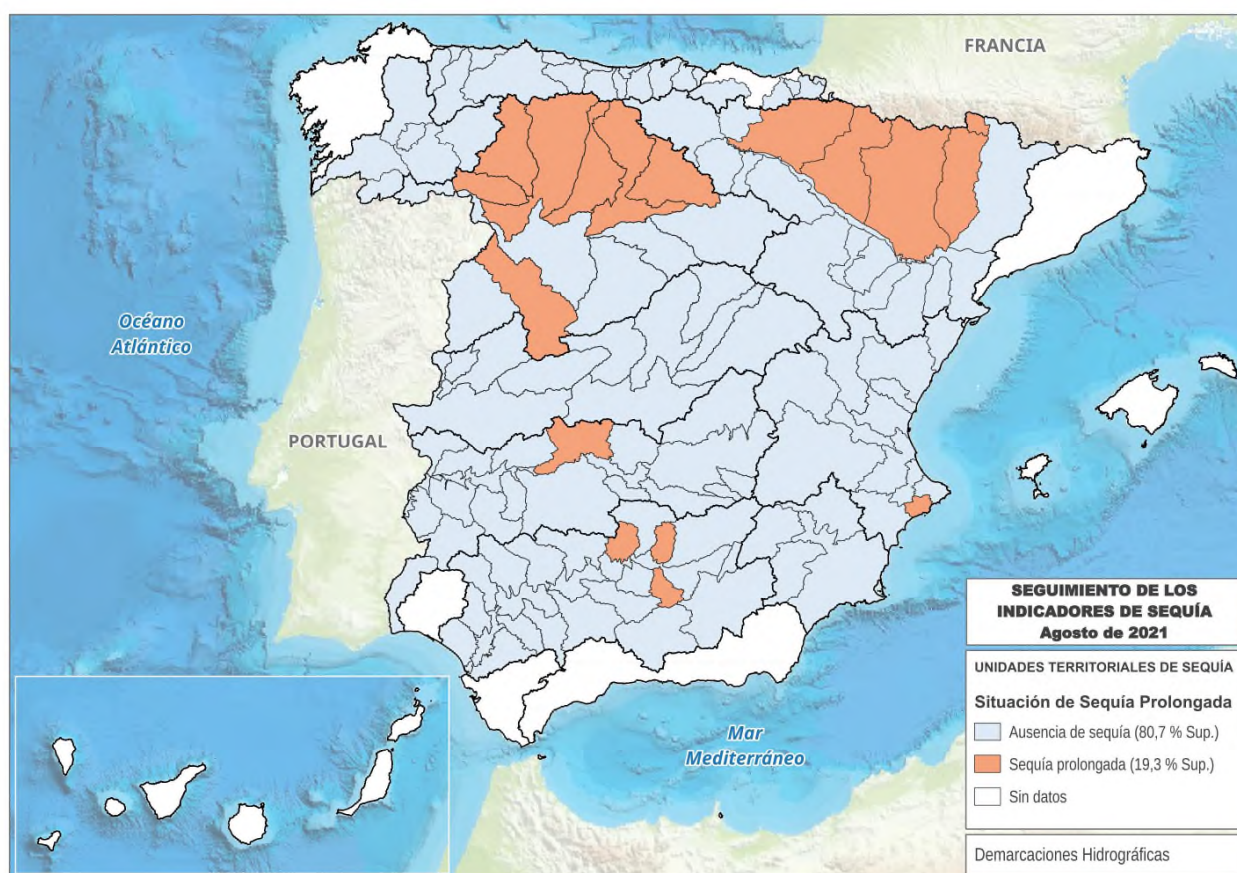 FRANCIA
Océano
Atlántico
PORTUGAL
Mar
Mediterráneo
SEGUIMIENTO DE LOS
INDICADORES DE SEQUÍA
Agosto de 2021
UNIDADES TERRITORIALES DE SEQUÍA
Situación de Sequía Prolongada
Ausencia de sequía (80,7 % Sup.)
Sequía prolongada (19,3 % Sup.)
Sin datos
Demarcaciones Hidrográficas